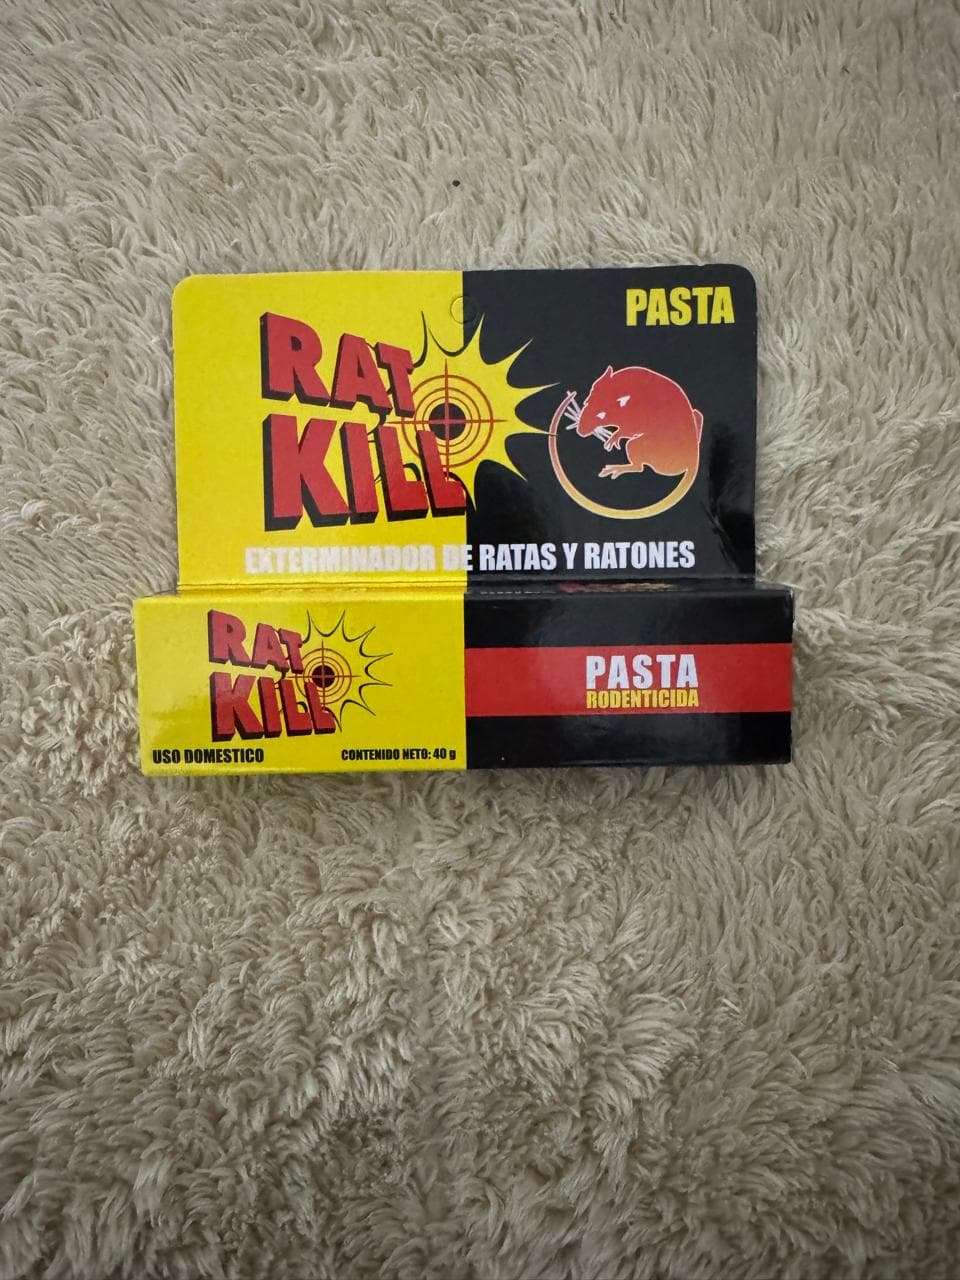 PASTA
RAT
KILL
EXTERMINADOR DE RATAS Y RATONES
RAT
KILL
PASTA
RODENTICIDA
USO DOMESTICO
CONTENIDO NETO: 40 g